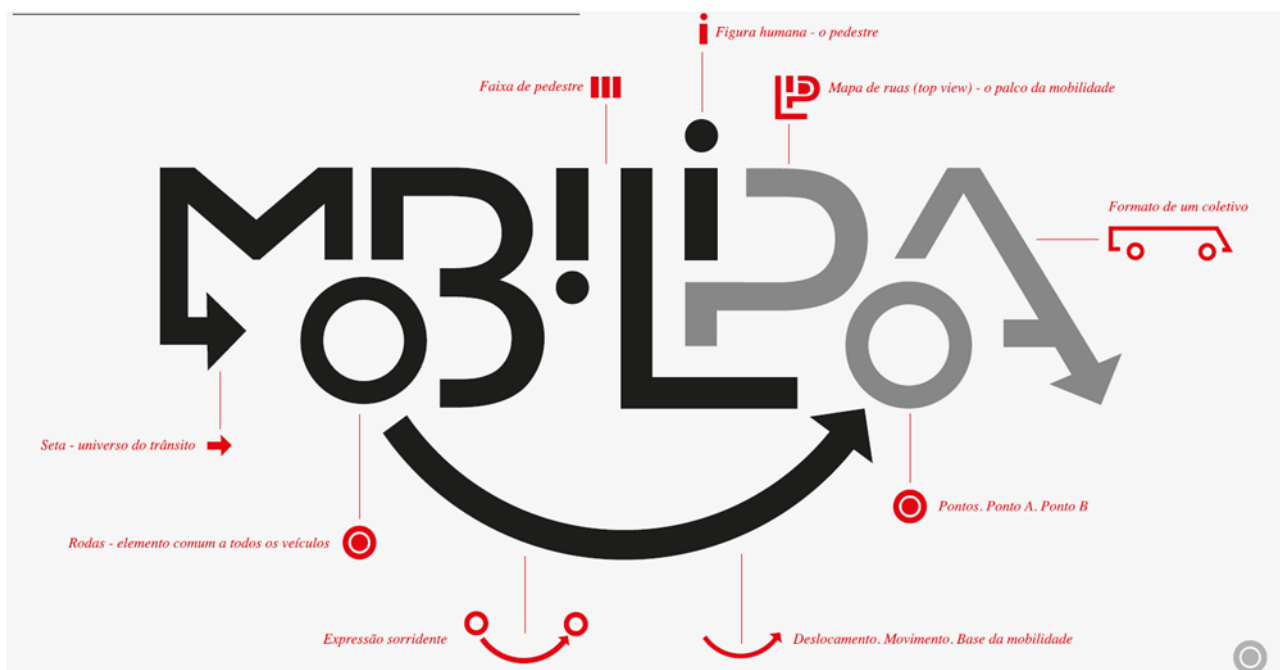 Figura humana - o pedestre
Faixa de pedestre
Mapa de ruas (top view) - o palco da mobilidade
MOB!LiPOA
Formato de um coletivo
Seta - universo do trânsito
Pontos. Ponto A. Ponto B
Rodas - elemento comum a todos os veículos
Expressão sorridente
Deslocamento. Movimento. Base da mobilidade